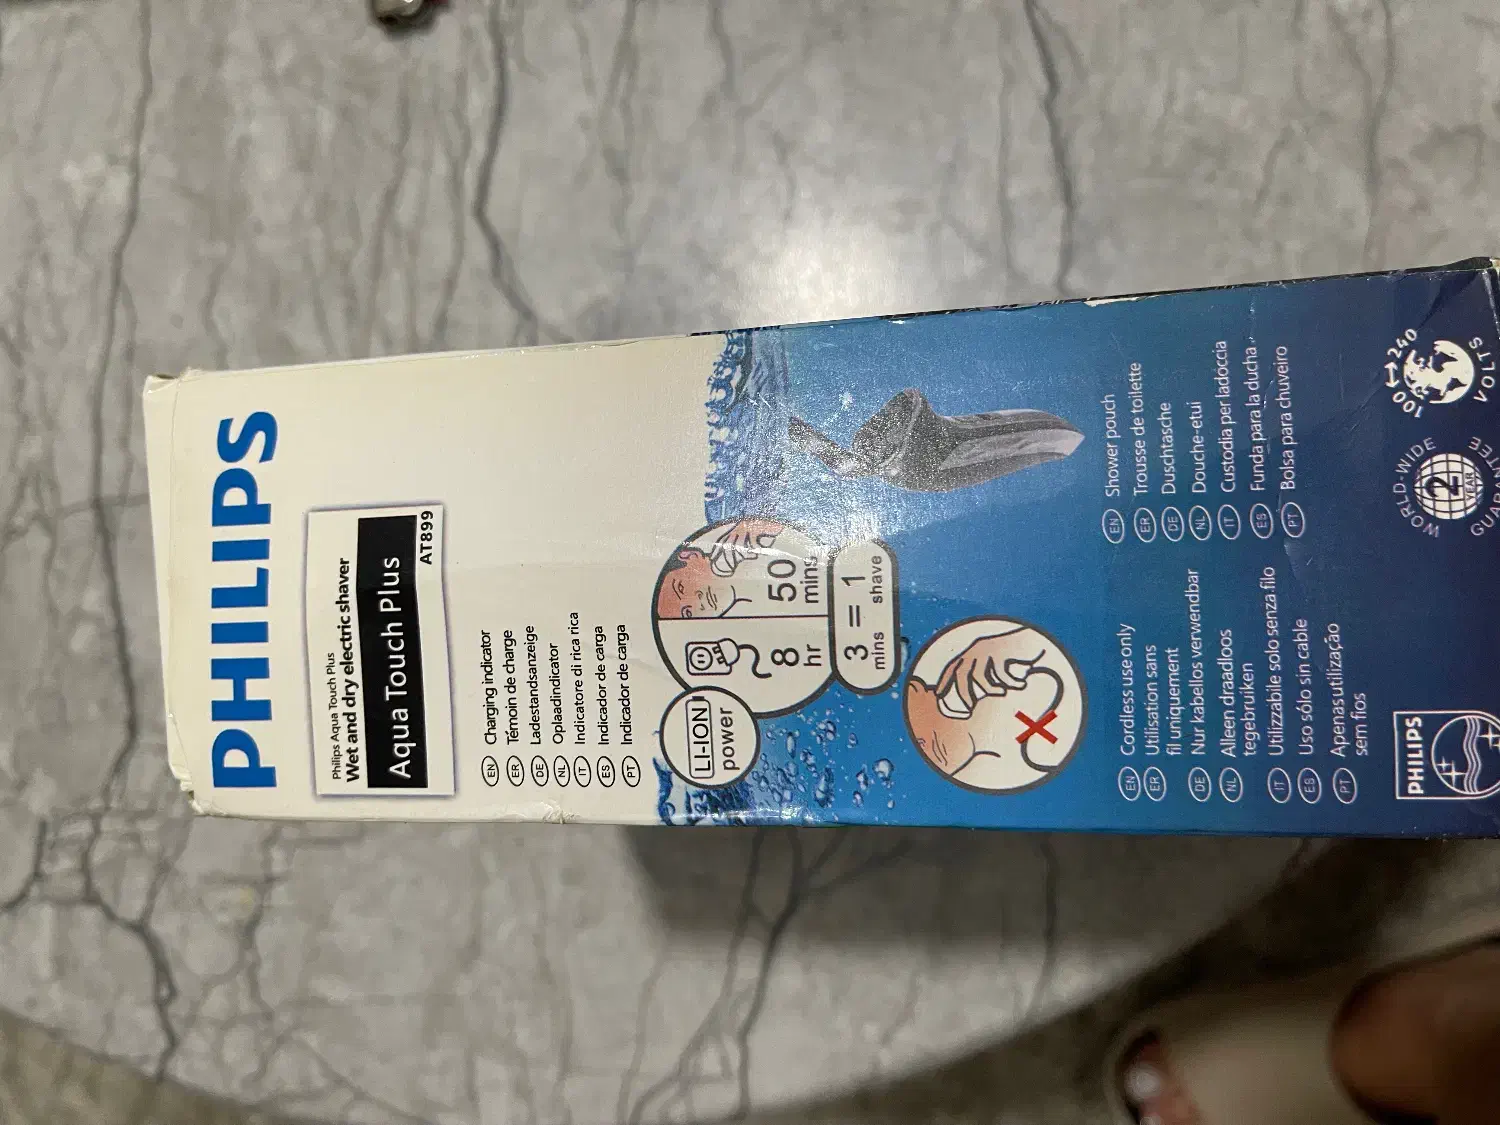 PHILIPS
Philips Aqua Touch Plus
Wet and dry electric shaver
Aqua Touch Plus
AT899
EN Charging indicator
FR Témoin de charge
DE Ladestandsanzeige
NL Oplaadindicator
IT Indicatore di rica rica
ES Indicador de carga
PT Indicador de carga
LI-ION
power
8
hr
50
mins
3 = 1
mins shave
EN Cordless use only
FR Utilisation sans
fil uniquement
DE Nur kabellos verwendbar
NL Alleen draadloos
tegebruiken
IT Utilizzabile solo senza filo
ES Uso sólo sin cable
PT Apenas utilização
sem fios
EN Shower pouch
FR Trousse de toilette
DE Duschtasche
NL Douche-etui
IT Custodia per ladoccia
ES Funda para la ducha
PT Bolsa para chuveiro
PHILIPS
WORLD-WIDE
2
YEAR
GUARANTEE
100↔240
VOLTS